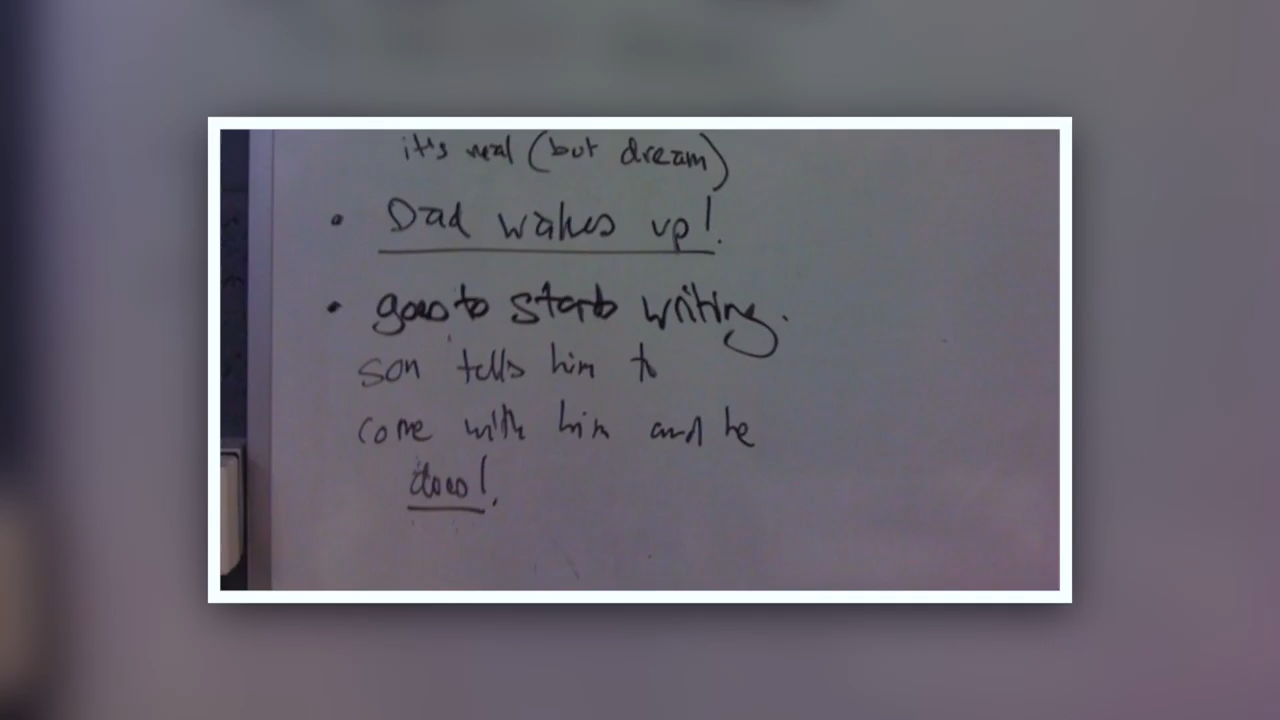 it's real (but dream)
• Dad wakes up!.
• goes to start writing.
son tells him to
come with him and he
does!.